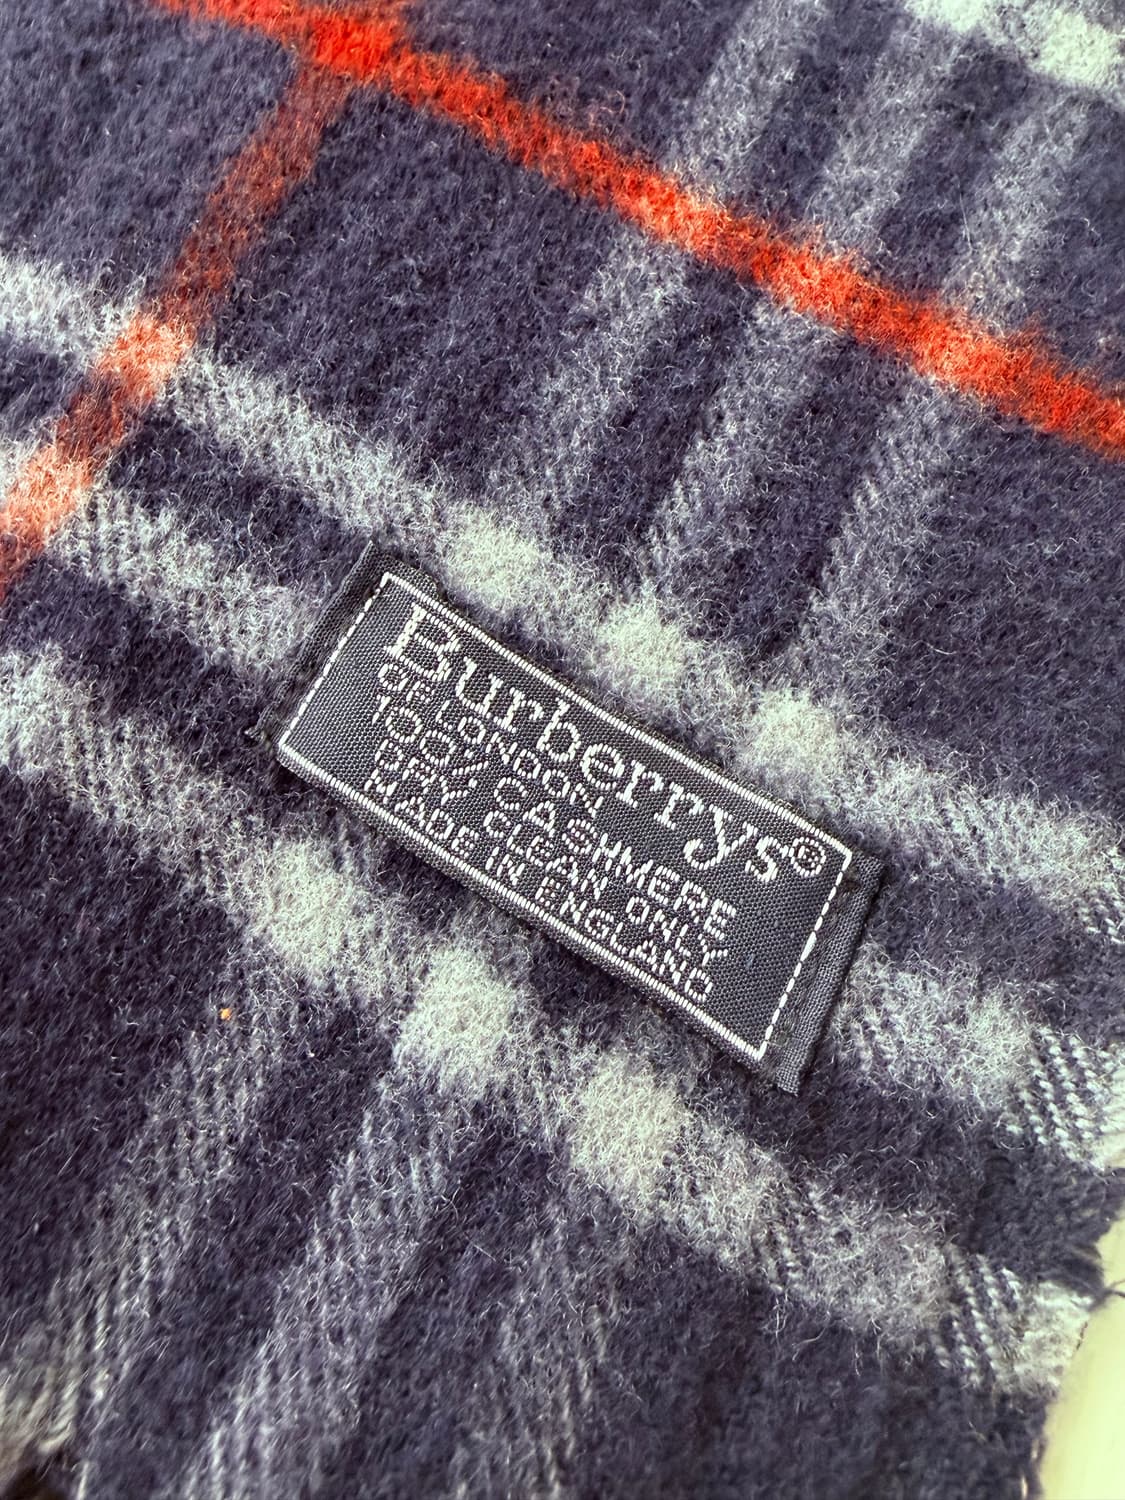 Burberrys®
OF LONDON
100% CASHMERE
DRY CLEAN ONLY
MADE IN ENGLAND